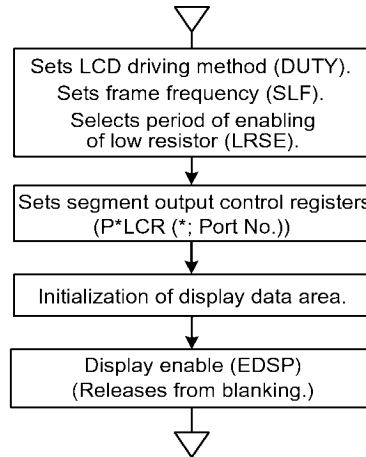 Sets LCD driving method (DUTY).
Sets frame frequency (SLF).
Selects period of enabling
of low resistor (LRSE).
Sets segment output control registers
(P*LCR (*; Port No.))
Initialization of display data area.
Display enable (EDSP)
(Releases from blanking.)